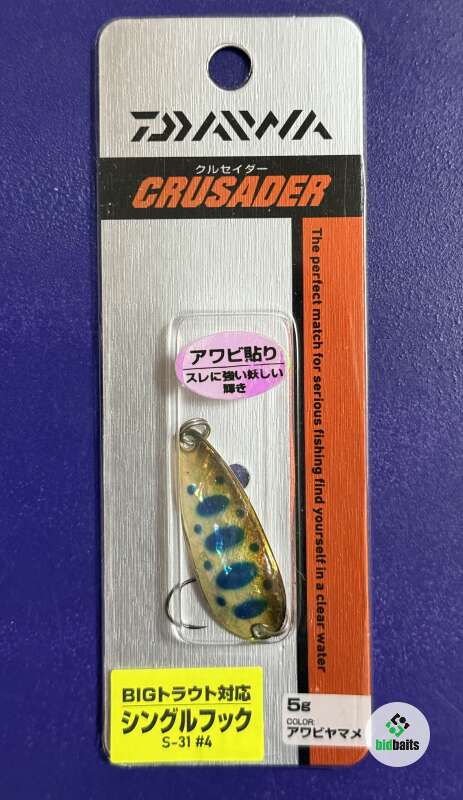 DAIWA
クルセイダー
CRUSADER
The perfect match for serious fishing find yourself in a clear water
アワビ貼り
スレに強い妖しい
輝き
BIGトラウト対応
シングルフック
S-31 #4
5g
COLOR:
アワビヤマメ
bidbaits